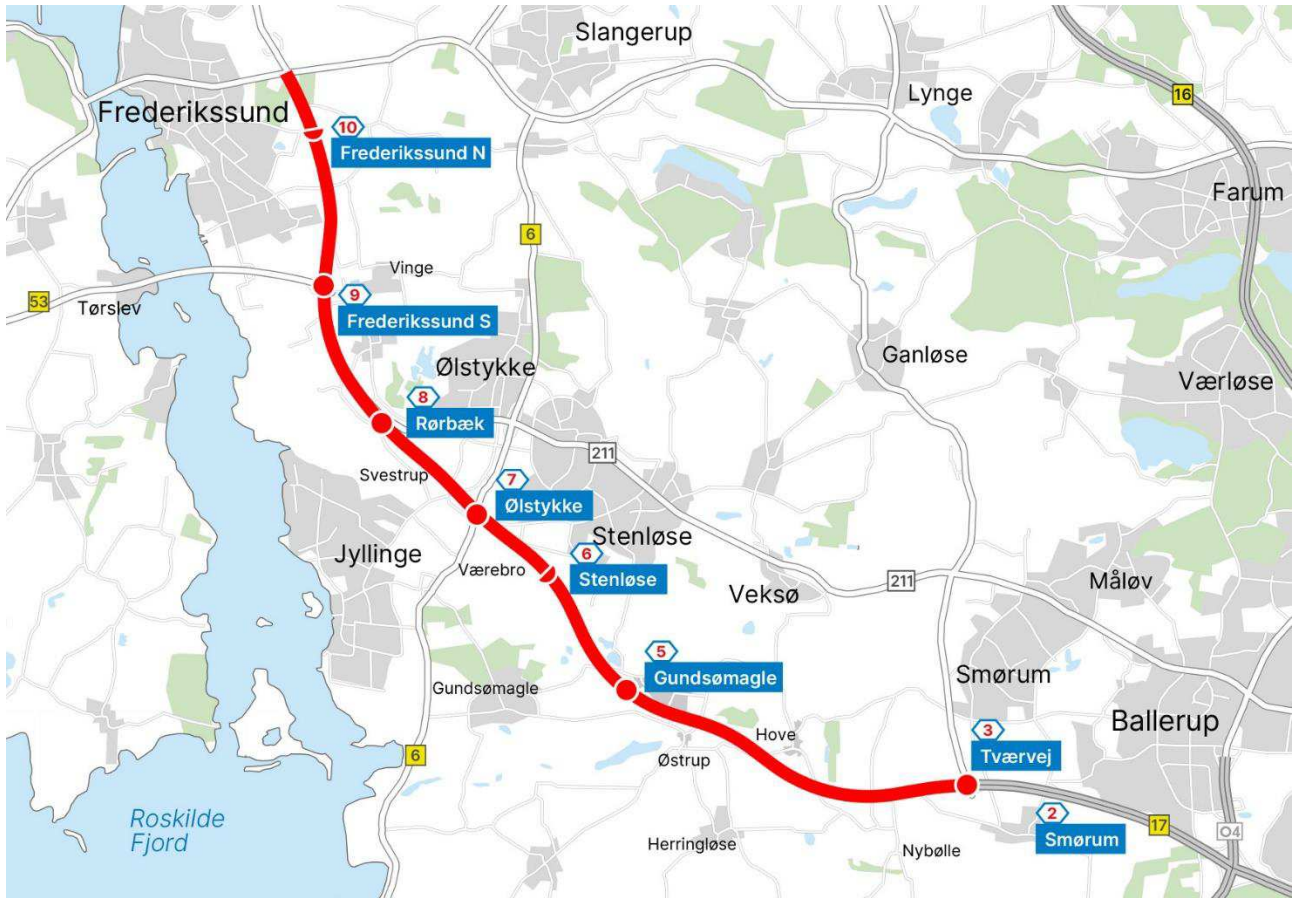 Slangerup
16
Lynge
Frederikssund
10
Frederikssund N
Farum
6
Vinge
53
Tørslev
9
Frederikssund S
Ganløse
Ølstykke
Værløse
8
Rørbæk
211
Svestrup
7
Ølstykke
Stenløse
Jyllinge
6
Værebro
Stenløse
211
Måløv
Veksø
5
Gundsømagle
Smørum
Gundsømagle
Ballerup
3
Hove
6
Østrup
Tværvej
2
Roskilde
Fjord
17
O4
Smørum
Herringløse
Nybølle